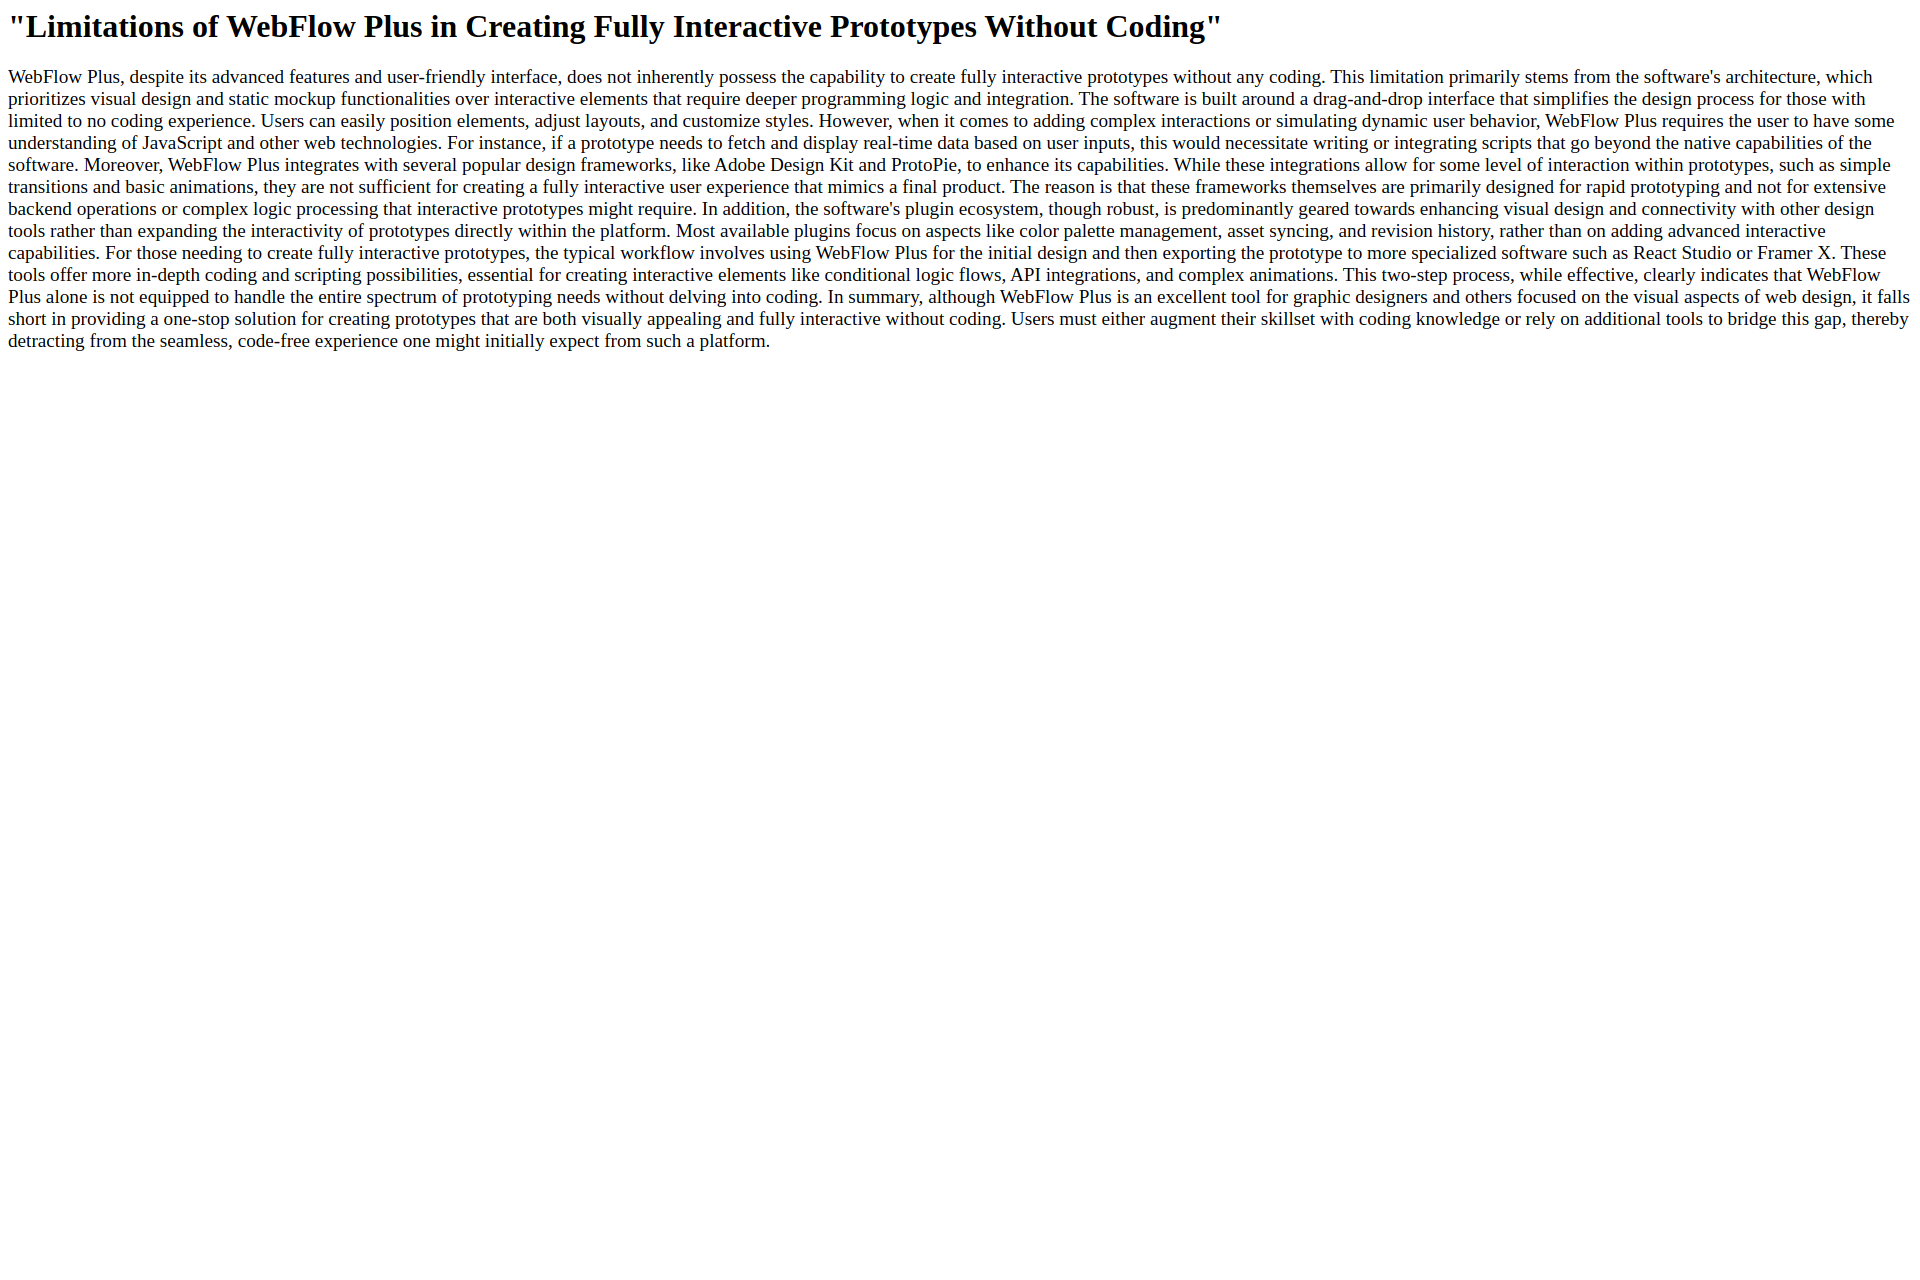 "Limitations of WebFlow Plus in Creating Fully Interactive Prototypes Without Coding"
WebFlow Plus, despite its advanced features and user-friendly interface, does not inherently possess the capability to create fully interactive prototypes without any coding. This limitation primarily stems from the software's architecture, which
prioritizes visual design and static mockup functionalities over interactive elements that require deeper programming logic and integration. The software is built around a drag-and-drop interface that simplifies the design process for those with
limited to no coding experience. Users can easily position elements, adjust layouts, and customize styles. However, when it comes to adding complex interactions or simulating dynamic user behavior, WebFlow Plus requires the user to have some
understanding of JavaScript and other web technologies. For instance, if a prototype needs to fetch and display real-time data based on user inputs, this would necessitate writing or integrating scripts that go beyond the native capabilities of the
software. Moreover, WebFlow Plus integrates with several popular design frameworks, like Adobe Design Kit and ProtoPie, to enhance its capabilities. While these integrations allow for some level of interaction within prototypes, such as simple
transitions and basic animations, they are not sufficient for creating a fully interactive user experience that mimics a final product. The reason is that these frameworks themselves are primarily designed for rapid prototyping and not for extensive
backend operations or complex logic processing that interactive prototypes might require. In addition, the software's plugin ecosystem, though robust, is predominantly geared towards enhancing visual design and connectivity with other design
tools rather than expanding the interactivity of prototypes directly within the platform. Most available plugins focus on aspects like color palette management, asset syncing, and revision history, rather than on adding advanced interactive
capabilities. For those needing to create fully interactive prototypes, the typical workflow involves using WebFlow Plus for the initial design and then exporting the prototype to more specialized software such as React Studio or Framer X. These
tools offer more in-depth coding and scripting possibilities, essential for creating interactive elements like conditional logic flows, API integrations, and complex animations. This two-step process, while effective, clearly indicates that WebFlow
Plus alone is not equipped to handle the entire spectrum of prototyping needs without delving into coding. In summary, although WebFlow Plus is an excellent tool for graphic designers and others focused on the visual aspects of web design, it falls
short in providing a one-stop solution for creating prototypes that are both visually appealing and fully interactive without coding. Users must either augment their skillset with coding knowledge or rely on additional tools to bridge this gap, thereby
detracting from the seamless, code-free experience one might initially expect from such a platform.